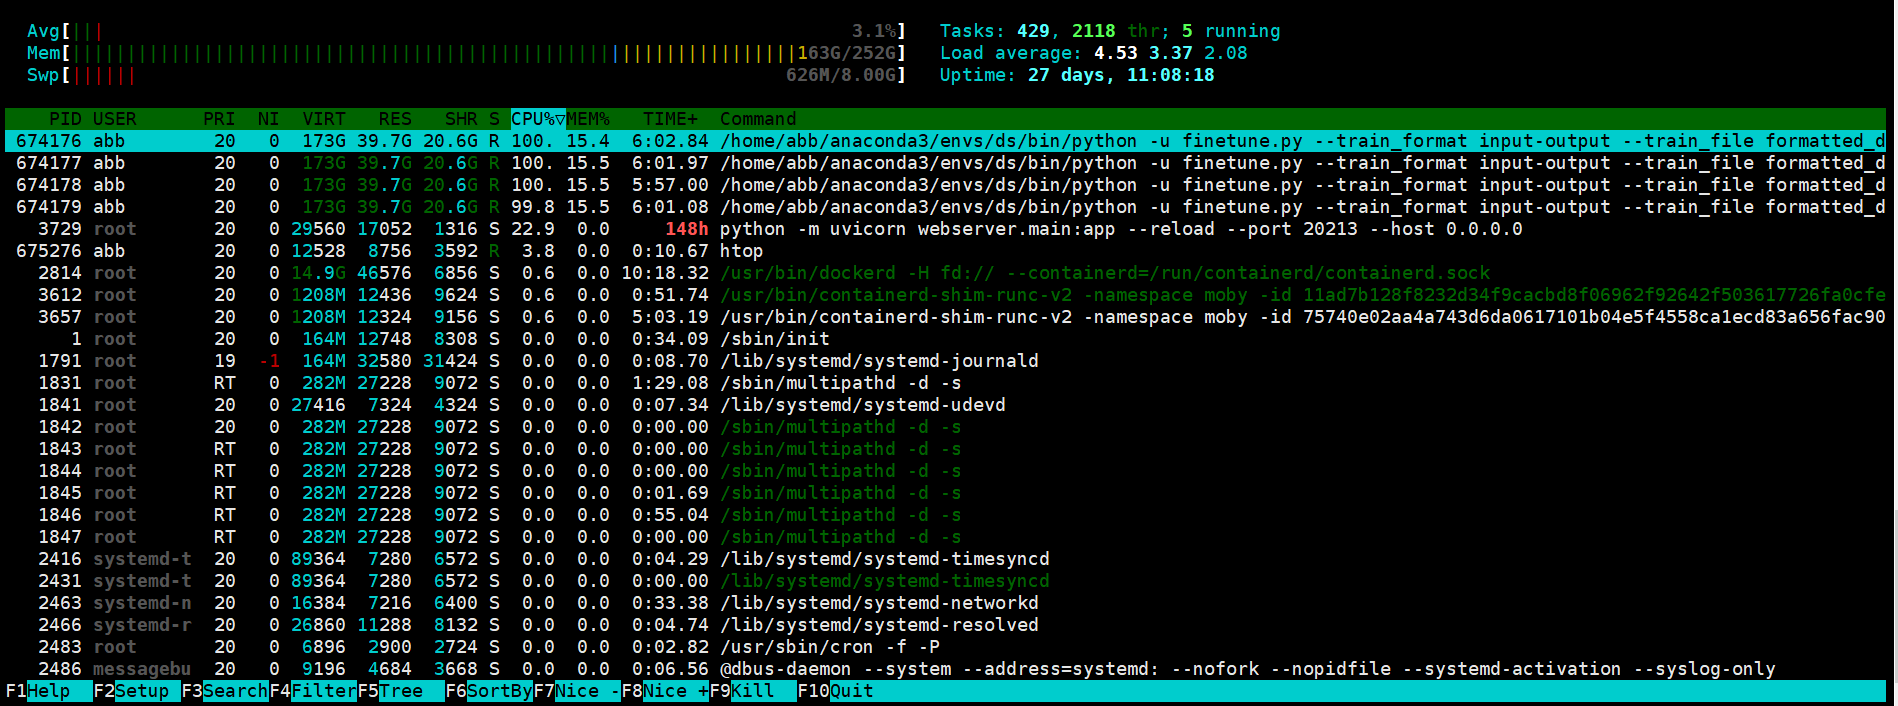 Avg[||| 3.1%] Tasks: 429, 2118 thr; 5 running
Mem[||||||||||||||||||||||||||||||||||||||||||||||||||||||||||||||||||163G/252G] Load average: 4.53 3.37 2.08
Swp[|||||| 626M/8.00G] Uptime: 27 days, 11:08:18
PID USER PRI NI VIRT RES SHR S CPU%▽MEM% TIME+ Command
674176 abb 20 0 173G 39.7G 20.6G R 100. 15.4 6:02.84 /home/abb/anaconda3/envs/ds/bin/python -u finetune.py --train_format input-output --train_file formatted_d
674177 abb 20 0 173G 39.7G 20.6G R 100. 15.5 6:01.97 /home/abb/anaconda3/envs/ds/bin/python -u finetune.py --train_format input-output --train_file formatted_d
674178 abb 20 0 173G 39.7G 20.6G R 100. 15.5 5:57.00 /home/abb/anaconda3/envs/ds/bin/python -u finetune.py --train_format input-output --train_file formatted_d
674179 abb 20 0 173G 39.7G 20.6G R 99.8 15.5 6:01.08 /home/abb/anaconda3/envs/ds/bin/python -u finetune.py --train_format input-output --train_file formatted_d
3729 root 20 0 29560 17052 1316 S 22.9 0.0 148h python -m uvicorn webserver.main:app --reload --port 20213 --host 0.0.0.0
675276 abb 20 0 12528 8756 3592 R 3.8 0.0 0:10.67 htop
2814 root 20 0 14.9G 46576 6856 S 0.6 0.0 10:18.32 /usr/bin/dockerd -H fd:// --containerd=/run/containerd/containerd.sock
3612 root 20 0 1208M 12436 9624 S 0.6 0.0 0:51.74 /usr/bin/containerd-shim-runc-v2 -namespace moby -id 11ad7b128f8232d34f9cacbd8f06962f92642f503617726fa0cfe
3657 root 20 0 1208M 12324 9156 S 0.6 0.0 5:03.19 /usr/bin/containerd-shim-runc-v2 -namespace moby -id 75740e02aa4a743d6da0617101b04e5f4558ca1ecd83a656fac90
1 root 20 0 164M 12748 8308 S 0.0 0.0 0:34.09 /sbin/init
1791 root 19 -1 164M 32580 31424 S 0.0 0.0 0:08.70 /lib/systemd/systemd-journald
1831 root RT 0 282M 27228 9072 S 0.0 0.0 1:29.08 /sbin/multipathd -d -s
1841 root 20 0 27416 7324 4324 S 0.0 0.0 0:07.34 /lib/systemd/systemd-udevd
1842 root 20 0 282M 27228 9072 S 0.0 0.0 0:00.00 /sbin/multipathd -d -s
1843 root RT 0 282M 27228 9072 S 0.0 0.0 0:00.00 /sbin/multipathd -d -s
1844 root RT 0 282M 27228 9072 S 0.0 0.0 0:00.00 /sbin/multipathd -d -s
1845 root RT 0 282M 27228 9072 S 0.0 0.0 0:01.69 /sbin/multipathd -d -s
1846 root RT 0 282M 27228 9072 S 0.0 0.0 0:55.04 /sbin/multipathd -d -s
1847 root RT 0 282M 27228 9072 S 0.0 0.0 0:00.00 /sbin/multipathd -d -s
2416 systemd-t 20 0 89364 7280 6572 S 0.0 0.0 0:04.29 /lib/systemd/systemd-timesyncd
2431 systemd-t 20 0 89364 7280 6572 S 0.0 0.0 0:00.00 /lib/systemd/systemd-timesyncd
2463 systemd-n 20 0 16384 7216 6400 S 0.0 0.0 0:33.38 /lib/systemd/systemd-networkd
2466 systemd-r 20 0 26860 11288 8132 S 0.0 0.0 0:04.74 /lib/systemd/systemd-resolved
2483 root 20 0 6896 2900 2724 S 0.0 0.0 0:02.82 /usr/sbin/cron -f -P
2486 messagebu 20 0 9196 4684 3668 S 0.0 0.0 0:06.56 @dbus-daemon --system --address=systemd: --nofork --nopidfile --systemd-activation --syslog-only
F1Help F2Setup F3SearchF4FilterF5Tree F6SortByF7Nice -F8Nice +F9Kill F10Quit